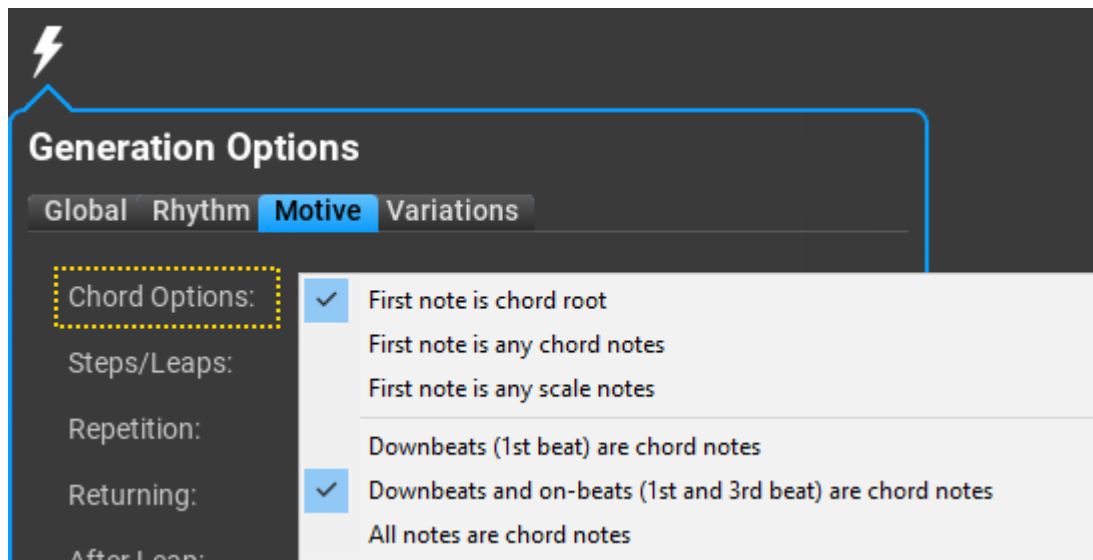 Generation Options
Global Rhythm Motive Variations
Chord Options:
First note is chord root
First note is any chord notes
First note is any scale notes
Steps/Leaps:
Repetition:
Downbeats (1st beat) are chord notes
Returning:
Downbeats and on-beats (1st and 3rd beat) are chord notes
All notes are chord notes
After Leap: